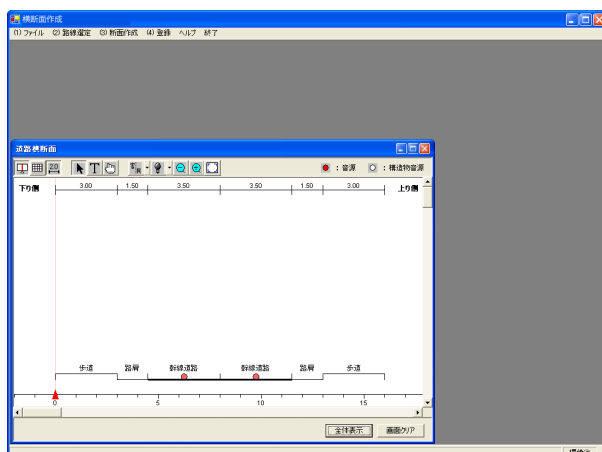 横断面作成
(1) ファイル (2) 路線選定 (3) 断面作成 (4) 登録 ヘルプ 終了
道路横断面
2.0 T : 音源 : 構造物音源
下り側 3.00 1.50 3.50 3.50 1.50 3.00 上り側
歩道 路肩 幹線道路 幹線道路 路肩 歩道
0 5 10 15
全体表示 画面クリア